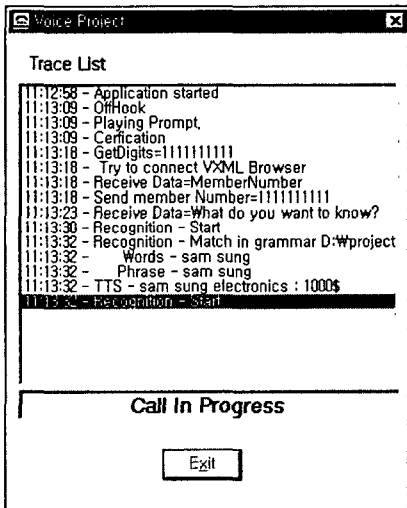 Voice Project
Trace List
11:12:58 - Application started
11:13:09 - OffHook
11:13:09 - Playing Prompt,
11:13:09 - Cerfication
11:13:18 - GetDigits=1111111111
11:13:18 - Try to connect VXML Browser
11:13:18 - Receive Data=MemberNumber
11:13:18 - Send member Number=1111111111
11:13:23 - Receive Data=₩hat do you want to know?
11:13:30 - Recognition - Start
11:13:32 - Recognition - Match in grammar D:₩project
11:13:32 - Words - sam sung
11:13:32 - Phrase - sam sung
11:13:32 - TTS - sam sung electronics : 1000$
11:13:32 - Recognition - Start
Call In Progress
Exit